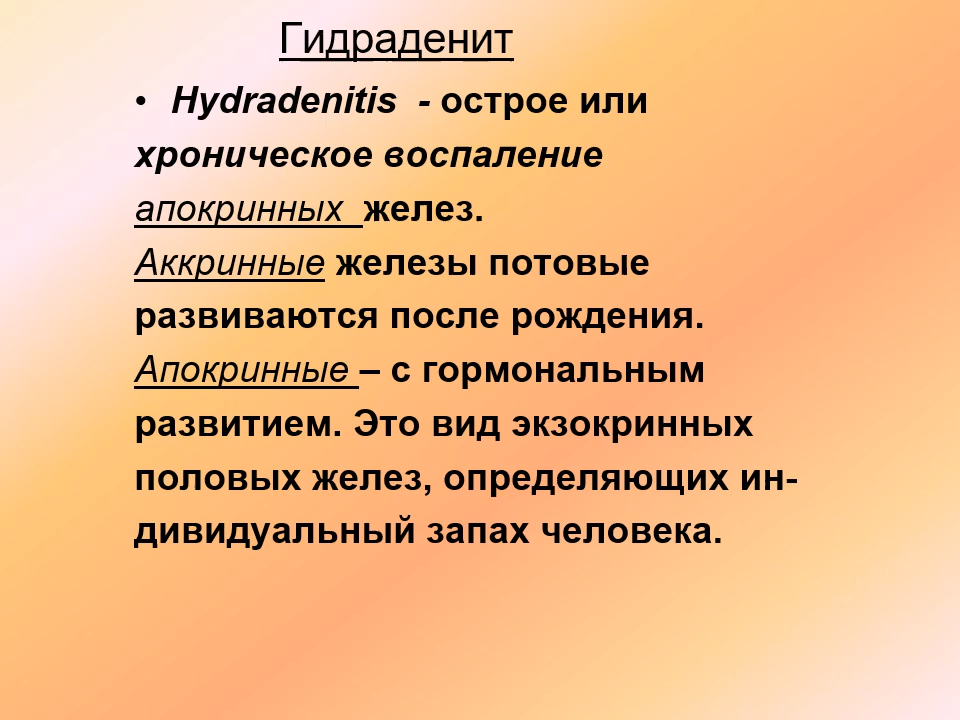 Гидраденит
• Hydradenitis - острое или
хроническое воспаление
апокринных желез.
Аккринные железы потовые
развиваются после рождения.
Апокринные – с гормональным
развитием. Это вид экзокринных
половых желез, определяющих ин-
дивидуальный запах человека.